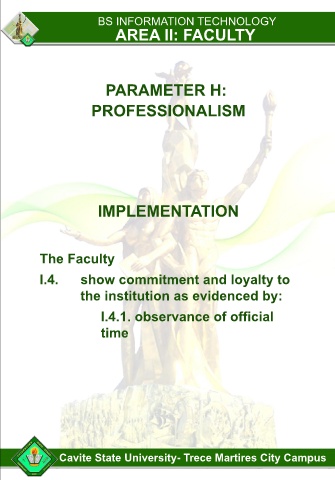 BS INFORMATION TECHNOLOGY
AREA II: FACULTY
PARAMETER H:
PROFESSIONALISM
IMPLEMENTATION
The Faculty
I.4. show commitment and loyalty to
the institution as evidenced by:
I.4.1. observance of official
time
Cavite State University- Trece Martires City Campus